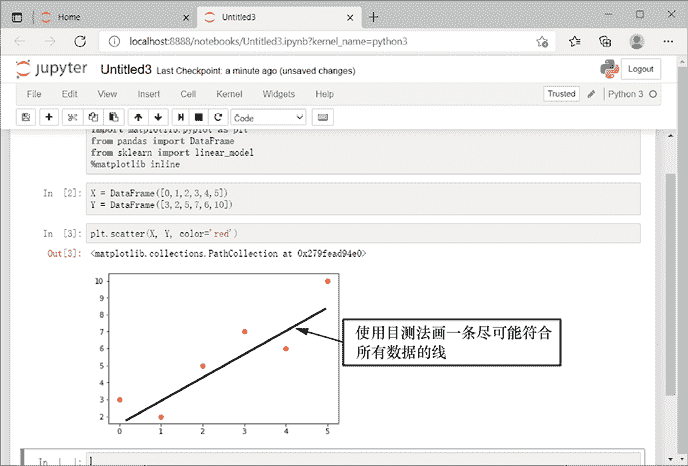 Home
Untitled3
localhost:8888/notebooks/Untitled3.ipynb?kernel_name=python3
jupyter Untitled3 Last Checkpoint: a minute ago (unsaved changes)
Logout
File Edit View Insert Cell Kernel Widgets Help
Trusted Python 3
Code
import matplotlib.pyplot as plt
from pandas import DataFrame
from sklearn import linear_model
%matplotlib inline
In [2]: X = DataFrame([0,1,2,3,4,5])
Y = DataFrame([3,2,5,7,6,10])
In [3]: plt.scatter(X, Y, color='red')
Out[3]: <matplotlib.collections.PathCollection at 0x279fead94e0>
10
9
8
7
6
5
4
3
2
0 1 2 3 4 5
使用目测法画一条尽可能符合
所有数据的线
In [ ]: